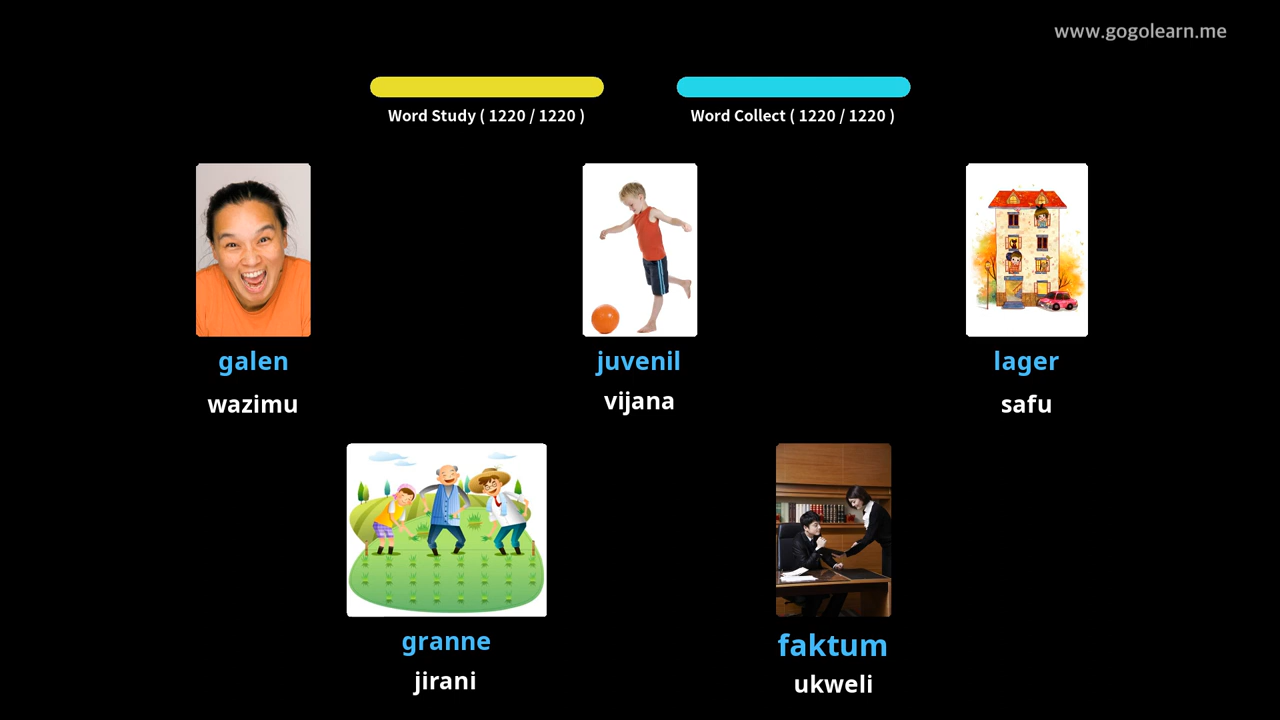 www.gogolearn.me
Word Study ( 1220 / 1220 )
Word Collect ( 1220 / 1220 )
galen
wazimu
juvenil
vijana
lager
safu
granne
jirani
faktum
ukweli